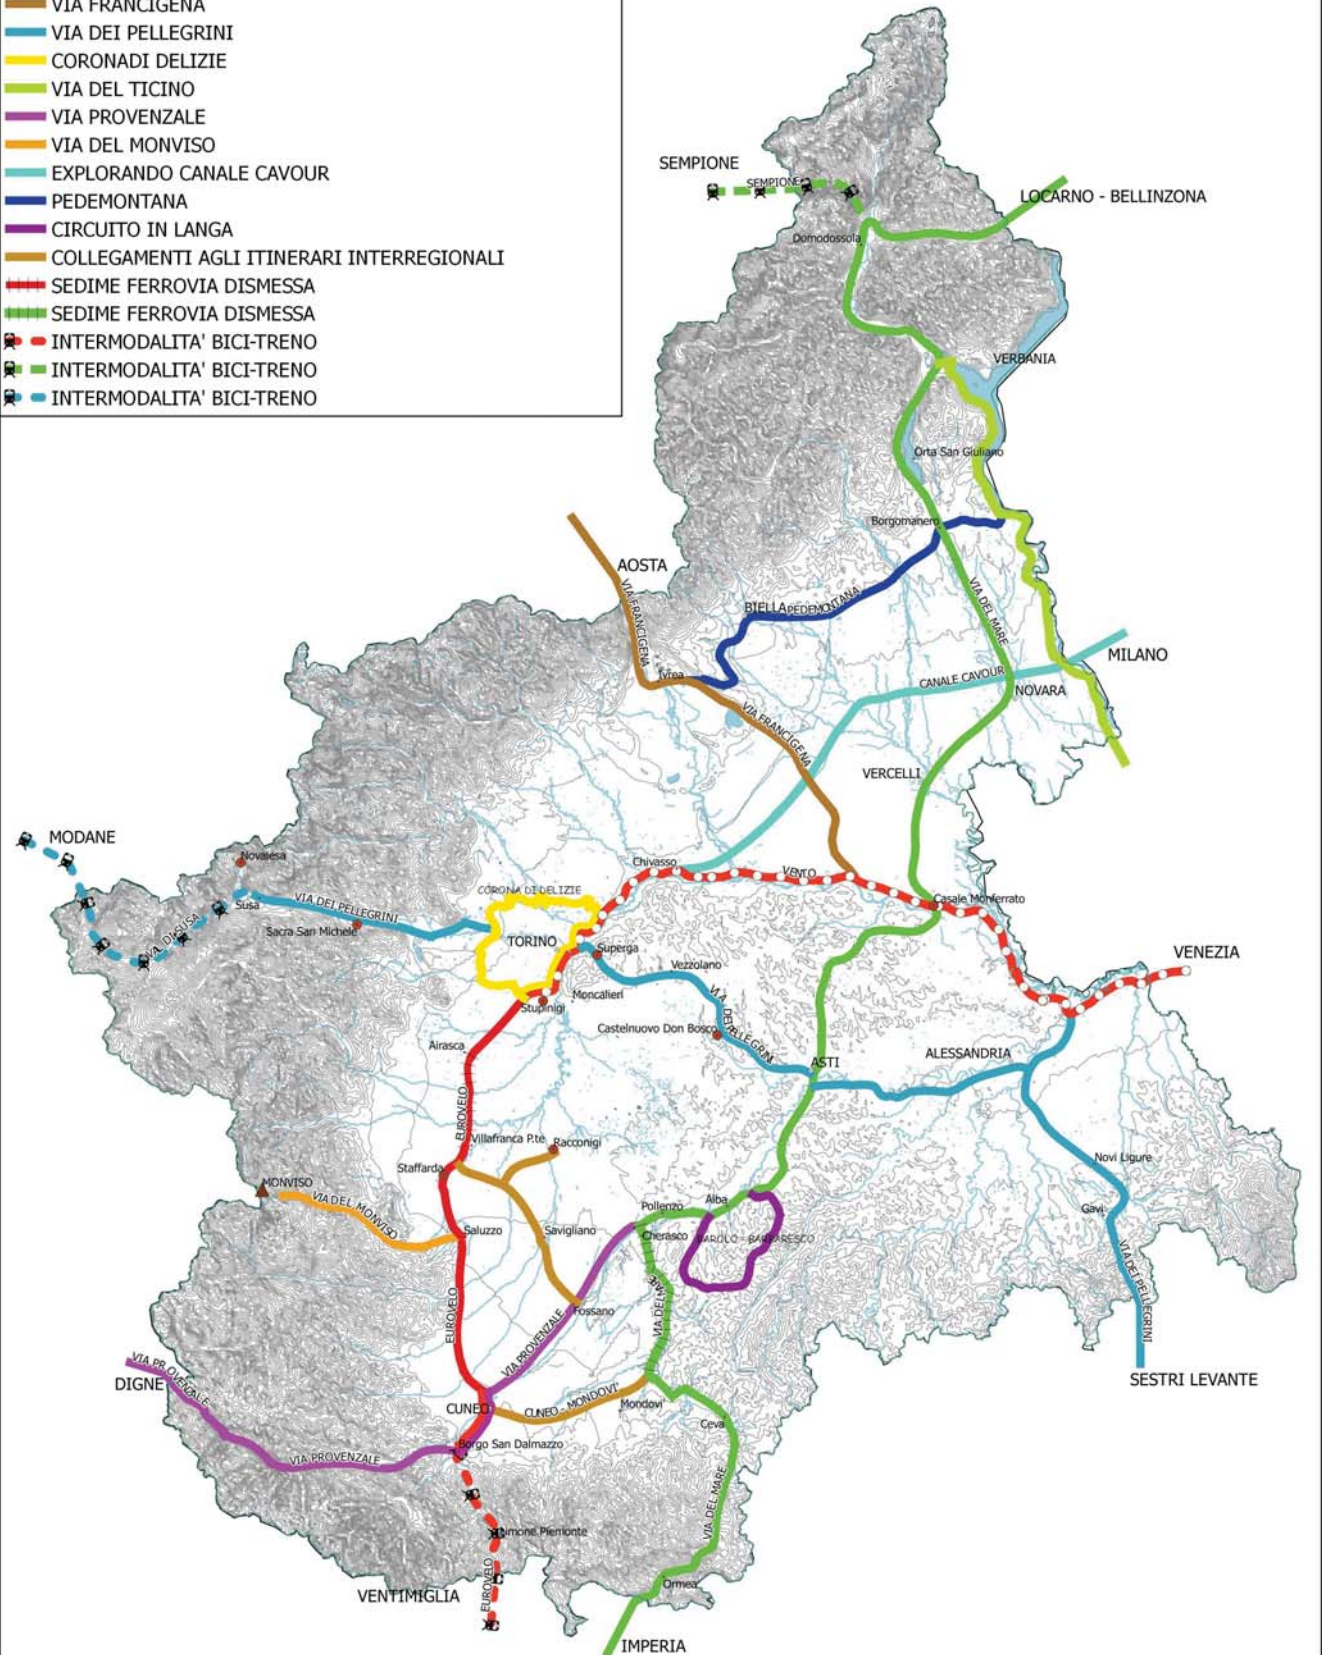 VIA FRANCIGENA
VIA DEI PELLEGRINI
CORONADI DELIZIE
VIA DEL TICINO
VIA PROVENZALE
VIA DEL MONVISO
EXPLORANDO CANALE CAVOUR
PEDEMONTANA
CIRCUITO IN LANGA
COLLEGAMENTI AGLI ITINERARI INTERREGIONALI
SEDIME FERROVIA DISMESSA
SEDIME FERROVIA DISMESSA
INTERMODALITA' BICI-TRENO
INTERMODALITA' BICI-TRENO
INTERMODALITA' BICI-TRENO
SEMPIONE
SEMPIONE
LOCARNO - BELLINZONA
Domodossola
VERBANIA
Orta San Giuliano
Borgomanero
AOSTA
VIA FRANCIGENA
BIELLA
PEDEMONTANA
VIA DEL MARE
MILANO
Ivrea
CANALE CAVOUR
NOVARA
VIA FRANCIGENA
VERCELLI
MODANE
Novalesa
Chivasso
VENTO
CORONA DI DELIZIE
Susa
VIA DEI PELLEGRINI
Casale Monferrato
Sacra San Michele
TORINO
Superga
VENEZIA
Vezzolano
Moncalieri
Stupinigi
VIA DEI PELLEGRINI
Castelnuovo Don Bosco
Airasca
ASTI
ALESSANDRIA
EUROVELO
Villafranca P.te
Racconigi
Staffarda
Novi Ligure
MONVISO
VIA DEL MONVISO
Pollenzo
Alba
Gavi
Saluzzo
Savigliano
Cherasco
BAROLO - BARBARESCO
VIA DEI PELLEGRINI
VIA DEL MARE
EUROVELO
Fossano
VIA PROVENZALE
VIA PROVENZALE
DIGNE
SESTRI LEVANTE
CUNEO
CUNEO - MONDOVI'
Mondovi'
Ceva
Borgo San Dalmazzo
VIA PROVENZALE
VIA DEL MARE
Limone Piemonte
EUROVELO
VENTIMIGLIA
Ormea
IMPERIA